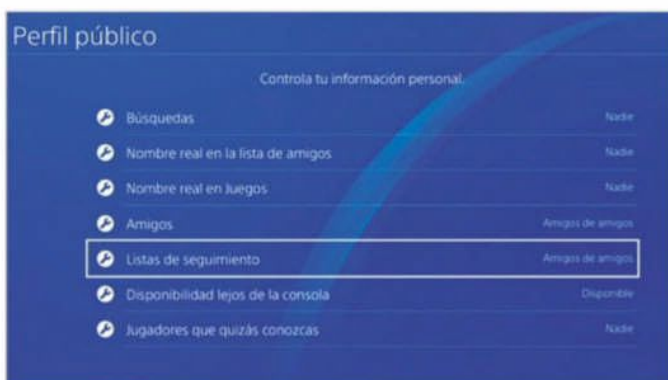 Perfil público
Controla tu información personal.
Búsquedas Nadie
Nombre real en la lista de amigos Nadie
Nombre real en Juegos Nadie
Amigos Amigos de amigos
Listas de seguimiento Amigos de amigos
Disponibilidad lejos de la consola Disponible
Jugadores que quizás conozcas Nadie